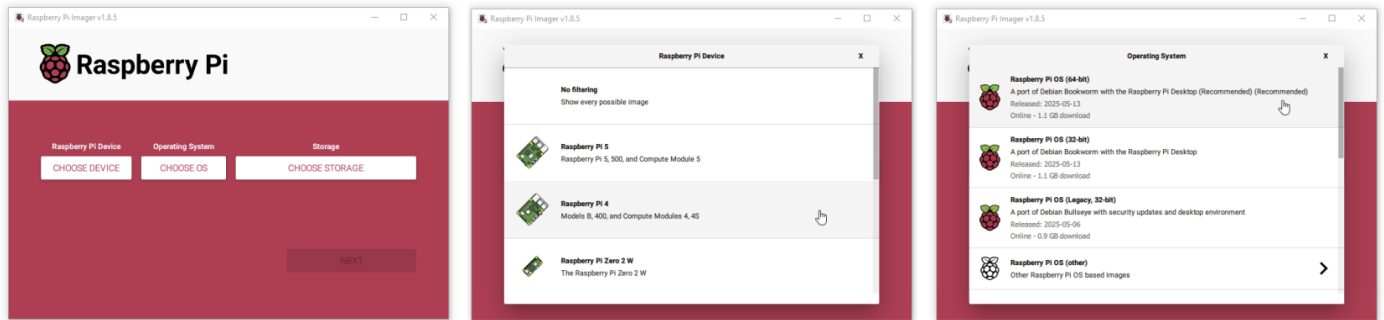 Raspberry Pi Imager v1.8.5
Raspberry Pi
Raspberry Pi Device
Operating System
Storage
CHOOSE DEVICE
CHOOSE OS
CHOOSE STORAGE
NEXT
Raspberry Pi Imager v1.8.5
Raspberry Pi Device
X
No filtering
Show every possible image
Raspberry Pi 5
Raspberry Pi 5, 500, and Compute Module 5
Raspberry Pi 4
Models B, 400, and Compute Modules 4, 4S
Raspberry Pi Zero 2 W
The Raspberry Pi Zero 2 W
Raspberry Pi Imager v1.8.5
Operating System
X
Raspberry Pi OS (64-bit)
A port of Debian Bookworm with the Raspberry Pi Desktop (Recommended) (Recommended)
Released: 2025-05-13
Online - 1.1 GB download
Raspberry Pi OS (32-bit)
A port of Debian Bookworm with the Raspberry Pi Desktop
Released: 2025-05-13
Online - 1.1 GB download
Raspberry Pi OS (Legacy, 32-bit)
A port of Debian Bullseye with security updates and desktop environment
Released: 2025-05-06
Online - 0.9 GB download
Raspberry Pi OS (other)
Other Raspberry Pi OS based images